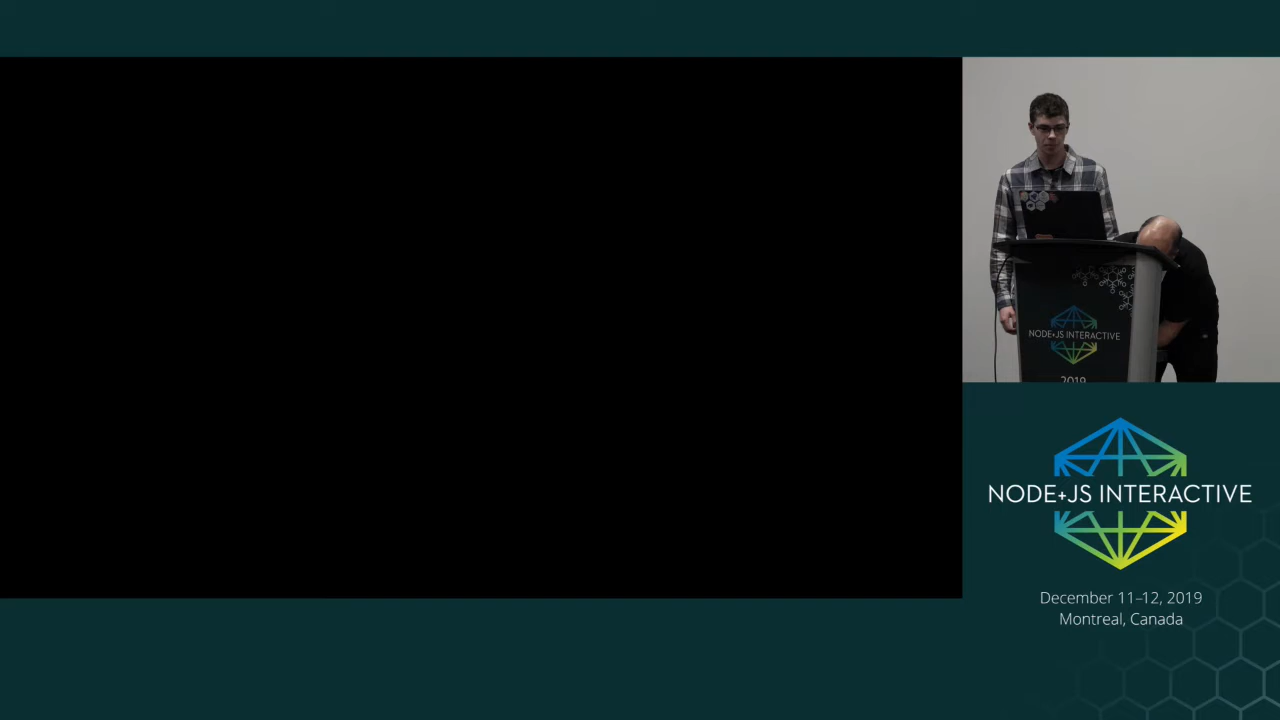 NODE+JS INTERACTIVE
2019
NODE+JS INTERACTIVE
December 11–12, 2019
Montreal, Canada